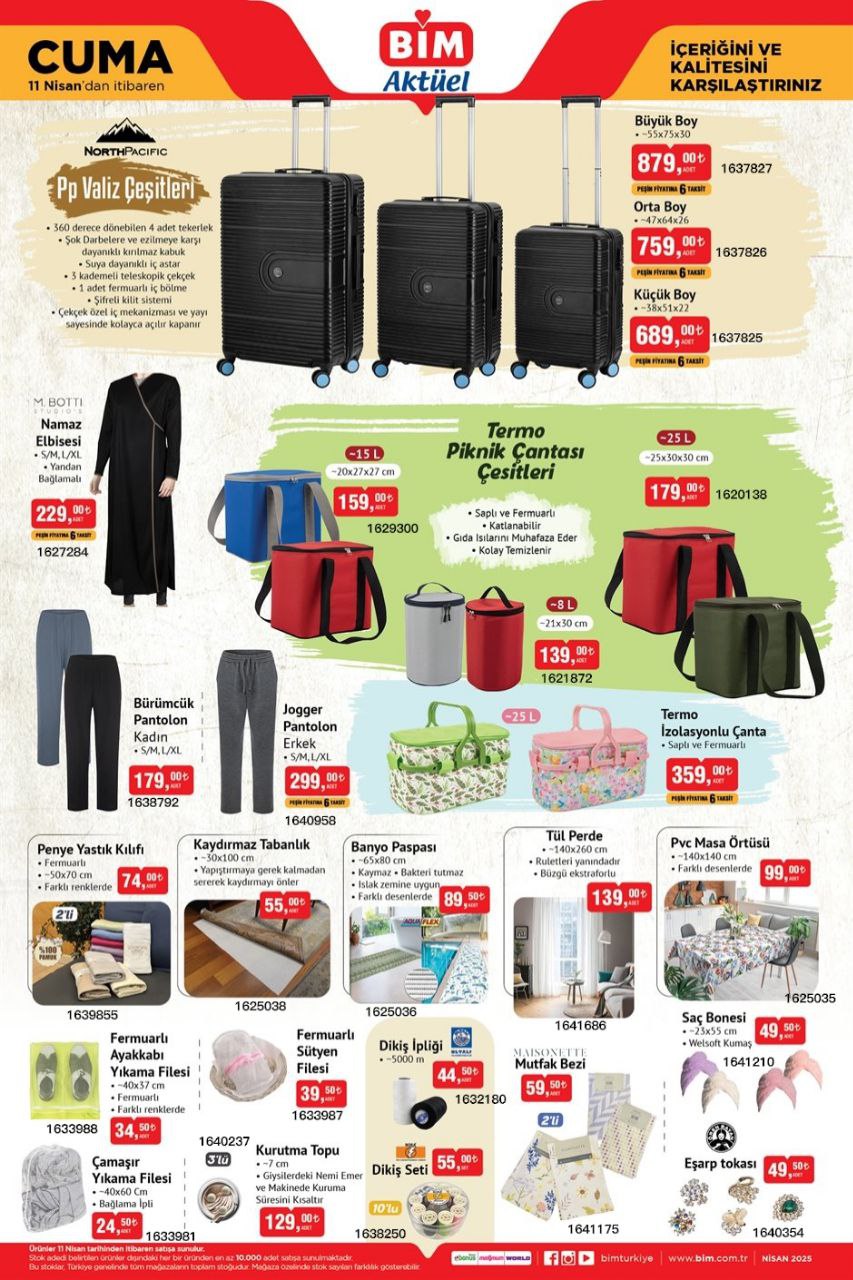 CUMA
11 Nisan'dan itibaren
BİM
Aktüel
İÇERİĞİNİ VE
KALİTESİNİ
KARŞILAŞTIRINIZ
NORTHPACIFIC
Pp Valiz Çeşitleri
• 360 derece dönebilen 4 adet tekerlek
• Şok Darbelere ve ezilmeye karşı
dayanıklı kırılmaz kabuk
• Suya dayanıklı iç astar
• 3 kademeli teleskopik çekçek
• 1 adet fermuarlı iç bölme
• Şifreli kilit sistemi
• Çekçek özel iç mekanizması ve yayı
sayesinde kolayca açılır kapanır
Büyük Boy
• ~55x75x30
879,00₺ ADET
1637827
PEŞİN FİYATINA 6 TAKSİT
Orta Boy
• ~47x64x26
759,00₺ ADET
1637826
PEŞİN FİYATINA 6 TAKSİT
Küçük Boy
• ~38x51x22
689,00₺ ADET
1637825
PEŞİN FİYATINA 6 TAKSİT
M. BOTTI
STUDIO'S
Namaz
Elbisesi
• S/M, L/XL
• Yandan
Bağlamalı
229,00₺ ADET
PEŞİN FİYATINA 6 TAKSİT
1627284
Termo
Piknik Çantası
Çeşitleri
• Saplı ve Fermuarlı
• Katlanabilir
• Gıda Isılarını Muhafaza Eder
• Kolay Temizlenir
~15 L
~20x27x27 cm
159,00₺ ADET
1629300
~25 L
~25x30x30 cm
179,00₺ ADET
1620138
~8 L
~21x30 cm
139,00₺ ADET
1621872
Bürümcük
Pantolon
Kadın
• S/M, L/XL
179,00₺ ADET
1638792
Jogger
Pantolon
Erkek
• S/M, L/XL
299,00₺ ADET
PEŞİN FİYATINA 6 TAKSİT
1640958
~25 L
Termo
İzolasyonlu Çanta
• Saplı ve Fermuarlı
359,00₺ ADET
PEŞİN FİYATINA 6 TAKSİT
Penye Yastık Kılıfı
• Fermuarlı
• ~50x70 cm
• Farklı renklerde
74,00₺ ADET
2'li
%100
PAMUK
1639855
Kaydırmaz Tabanlık
• ~30x100 cm
• Yapıştırmaya gerek kalmadan
sererek kaydırmayı önler
55,00₺ ADET
1625038
Banyo Paspası
• ~65x80 cm
• Kaymaz • Bakteri tutmaz
• Islak zemine uygun
• Farklı desenlerde
89,50₺ ADET
AQUA FLEX
1625036
Tül Perde
• ~140x260 cm
• Ruletleri yanındadır
• Büzgü ekstraforlu
139,00₺ ADET
1641686
Pvc Masa Örtüsü
• ~140x140 cm
• Farklı desenlerde
99,00₺ ADET
1625035
Fermuarlı
Ayakkabı
Yıkama Filesi
• ~40x37 cm
• Fermuarlı
• Farklı renklerde
34,50₺ ADET
1633988
Fermuarlı
Sütyen
Filesi
39,50₺ ADET
1633987
Dikiş İpliği
• ~5000 m
44,50₺ ADET
1632180
MAISONETTE
Mutfak Bezi
59,50₺ ADET
2'li
1641175
Saç Bonesi
• ~23x55 cm
• Welsoft Kumaş
49,50₺ ADET
1641210
Çamaşır
Yıkama Filesi
• ~40x60 Cm
• Bağlama İpli
24,50₺ ADET
1633981
1640237
3'lü
Kurutma Topu
• ~7 cm
• Giysilerdeki Nemi Emer
ve Makinede Kuruma
Süresini Kısaltır
129,00₺ ADET
Dikiş Seti
55,00₺ ADET
10'lu
1638250
Eşarp tokası
49,50₺ ADET
1640354
Ürünler 11 Nisan tarihinden itibaren satışa sunulur.
Stok adedi belirtilen ürünler dışındaki her bir üründen en az 10.000 adet satışa sunulmaktadır.
Bu stoklar, Türkiye genelinde tüm mağazaların toplam stoğudur. Mağaza özelinde stok sayıları farklılık gösterebilir.
bonus maximum WORLD
bimturkiye
www.bim.com.tr
NİSAN 2025